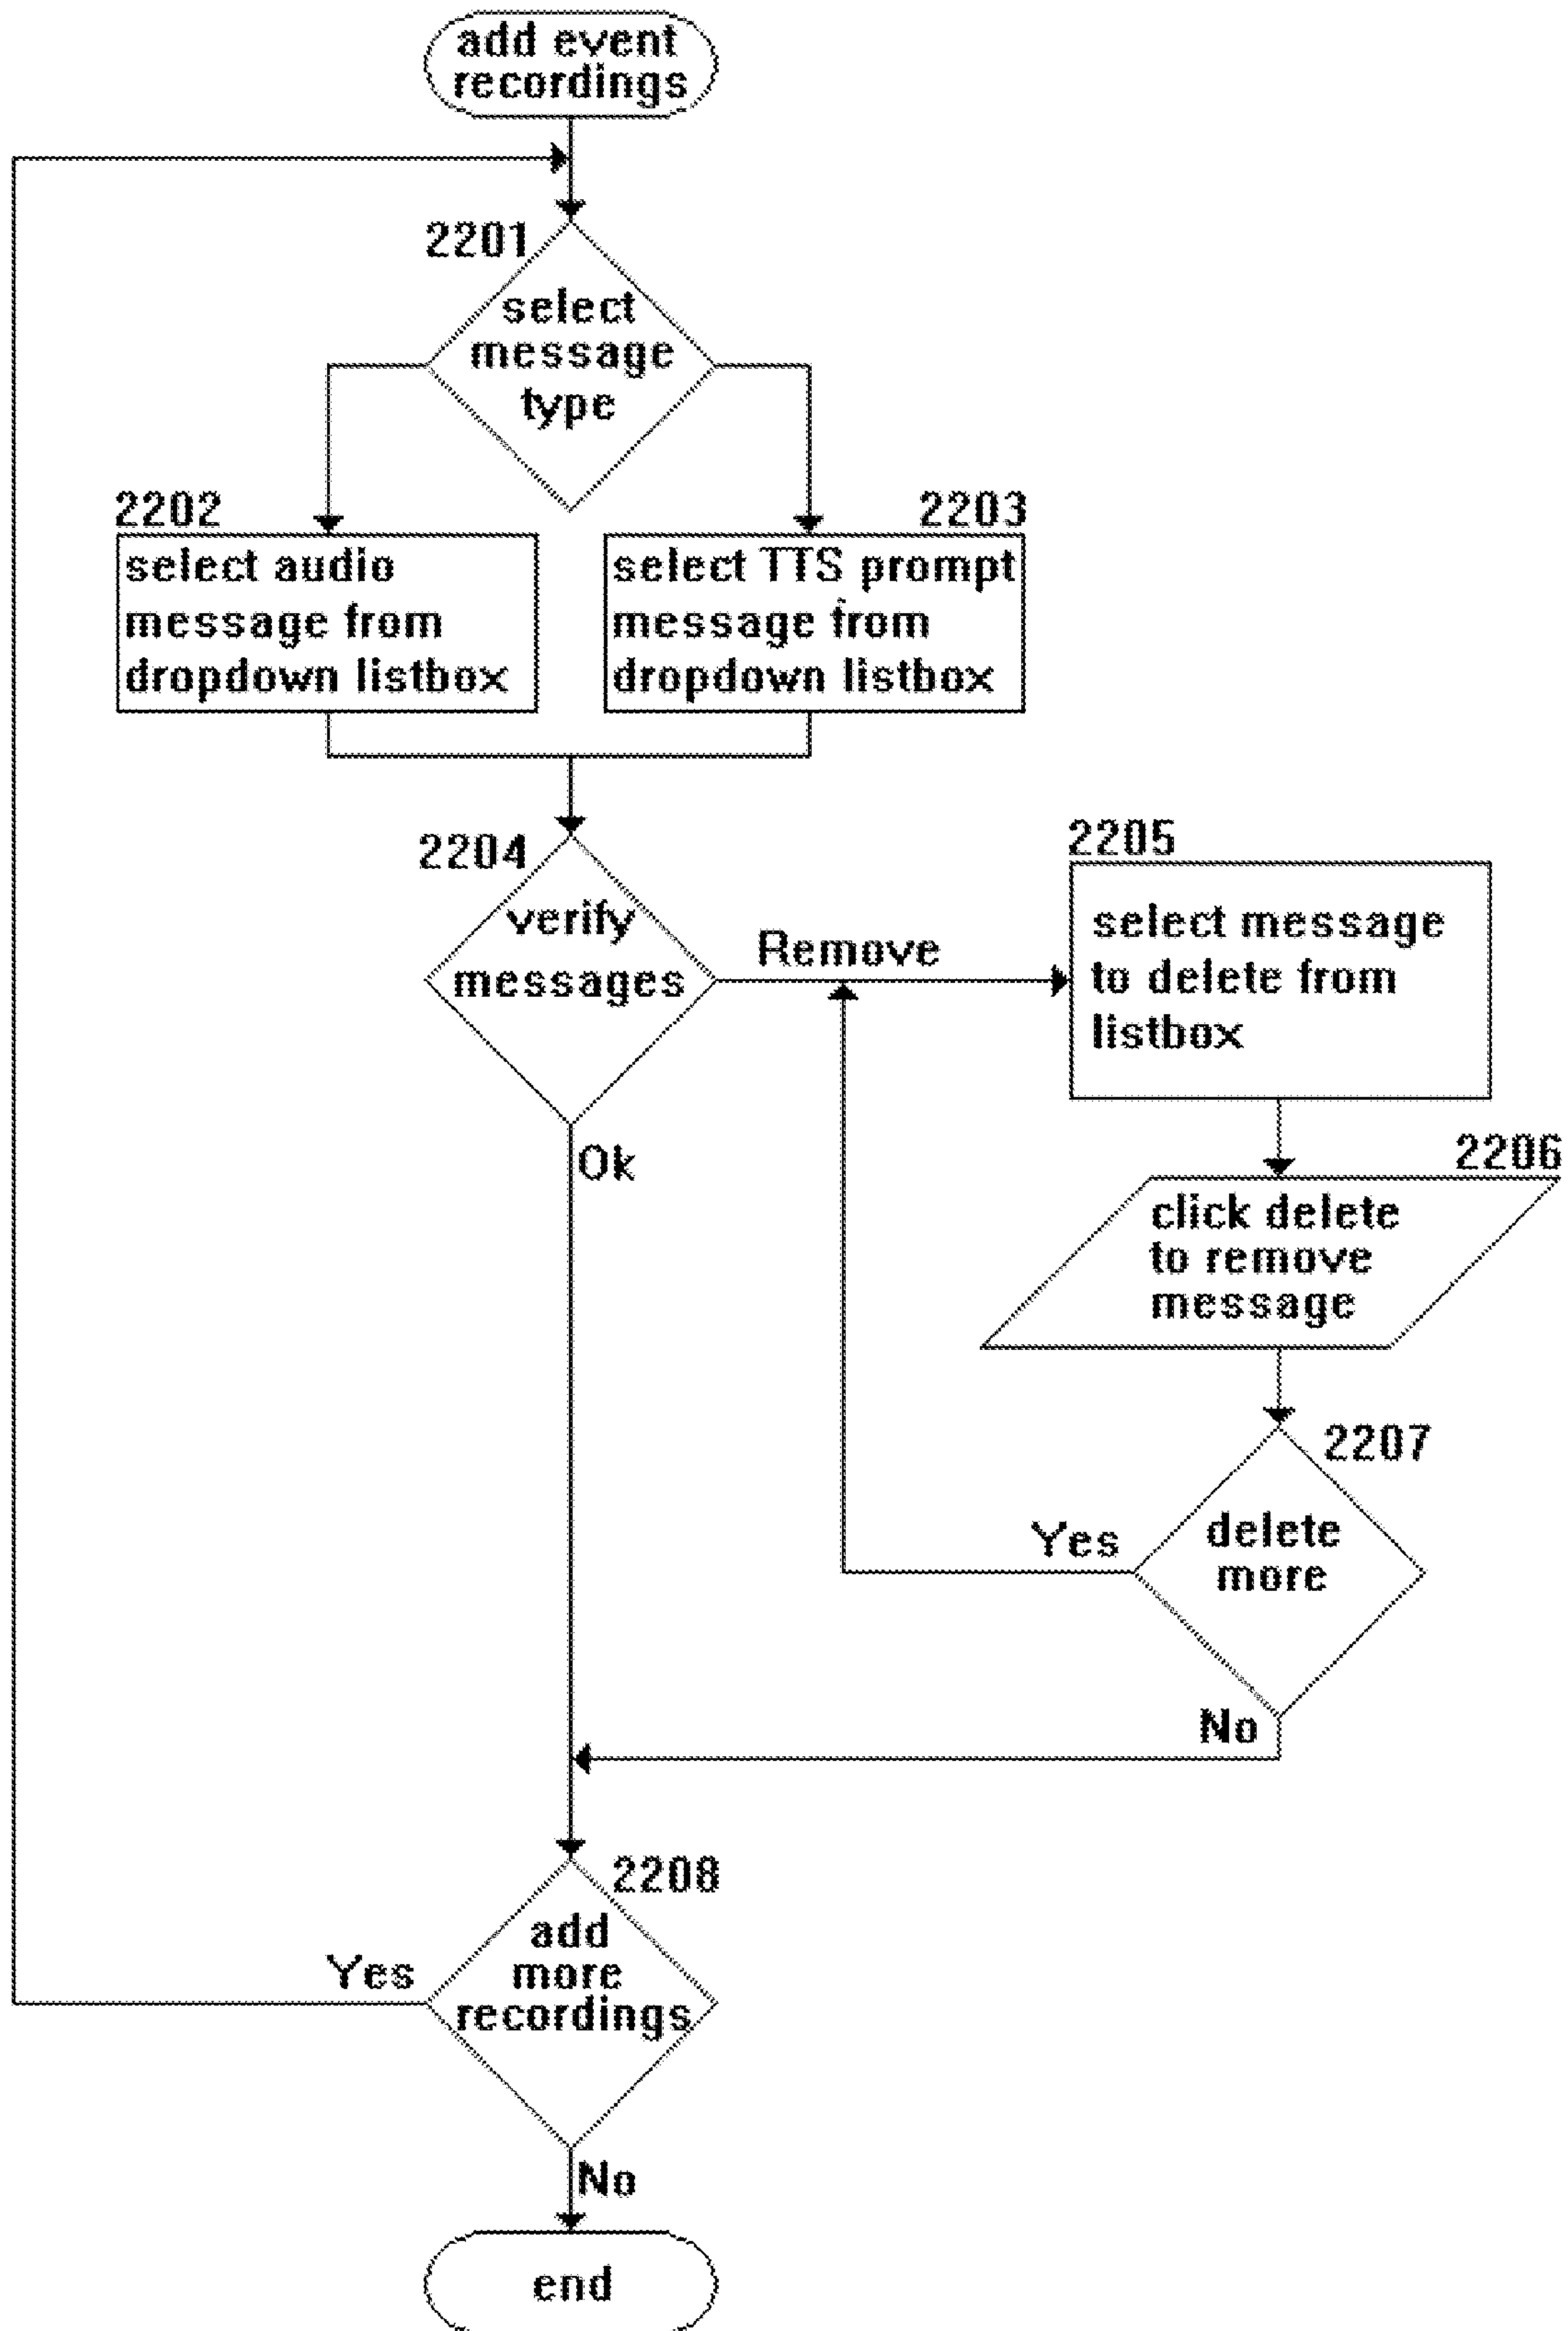 add event
recordings
2201
select
message
type
2202
select audio
message from
dropdown listbox
2203
select TTS prompt
message from
dropdown listbox
2204
verify
messages
Remove
2205
select message
to delete from
listbox
Ok
2206
click delete
to remove
message
2207
delete
more
Yes
No
2208
add
more
recordings
Yes
No
end